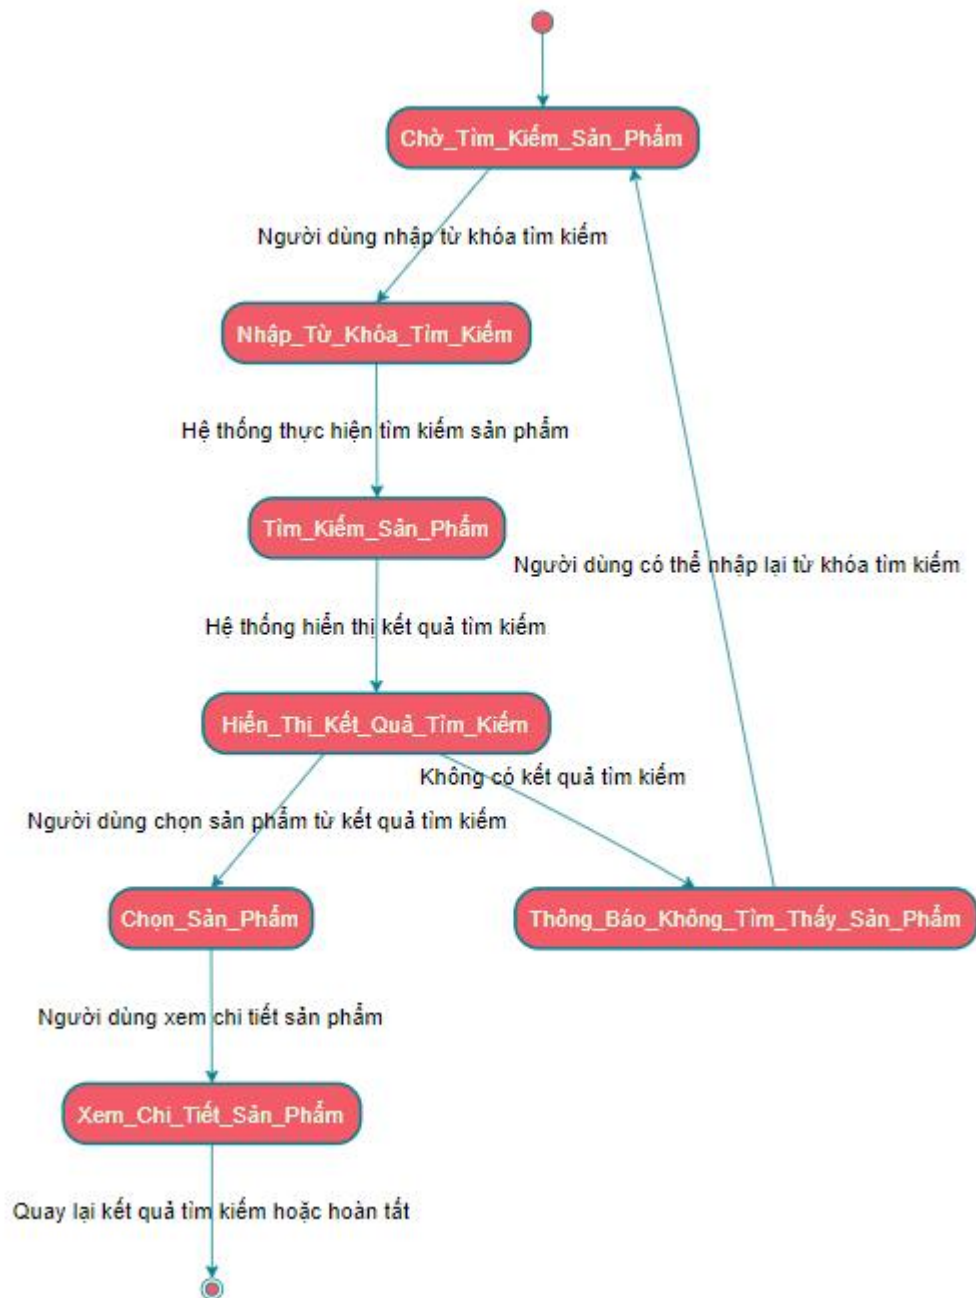 Chờ_Tìm_Kiếm_Sản_Phẩm
Người dùng nhập từ khóa tìm kiếm
Nhập_Từ_Khóa_Tìm_Kiếm
Hệ thống thực hiện tìm kiếm sản phẩm
Tìm_Kiếm_Sản_Phẩm
Người dùng có thể nhập lại từ khóa tìm kiếm
Hệ thống hiển thị kết quả tìm kiếm
Hiển_Thị_Kết_Quả_Tìm_Kiếm
Không có kết quả tìm kiếm
Người dùng chọn sản phẩm từ kết quả tìm kiếm
Chọn_Sản_Phẩm
Thông_Báo_Không_Tìm_Thấy_Sản_Phẩm
Người dùng xem chi tiết sản phẩm
Xem_Chi_Tiết_Sản_Phẩm
Quay lại kết quả tìm kiếm hoặc hoàn tất